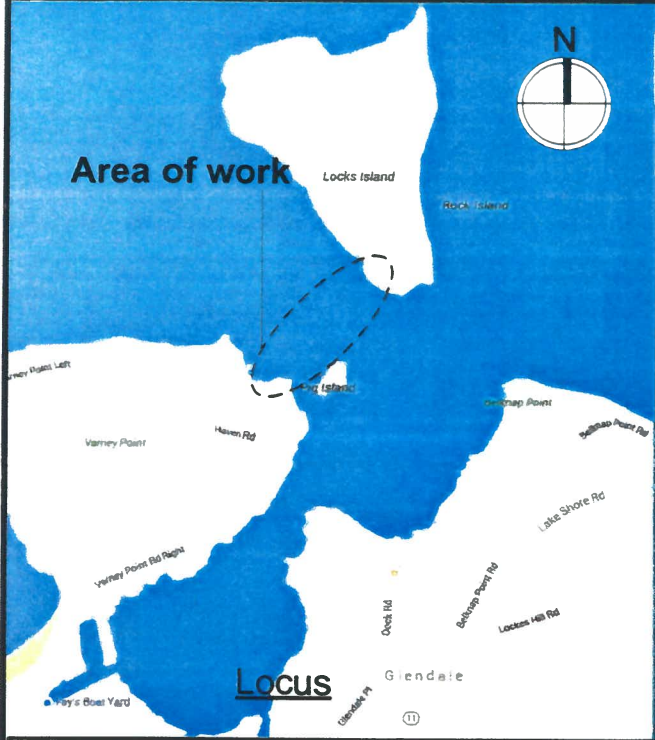 N
Area of work
Locks Island
Rock Island
Varney Point Left
Pig Island
Belknap Point
Belknap Point Rd
Haven Rd
Varney Point
Lake Shore Rd
Varney Point Rd Right
Dock Rd
Belknap Point Rd
Lockes Hill Rd
Glendale
Locus
Fay's Boat Yard
Glendale Pl
11